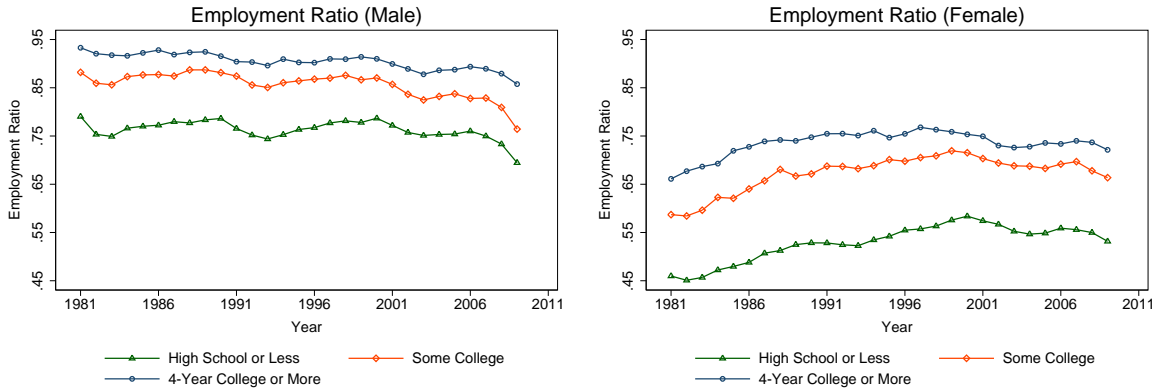 Employment Ratio (Male)
Employment Ratio
.95
.85
.75
.65
.55
.45
1981 1986 1991 1996 2001 2006 2011
Year
High School or Less Some College
4-Year College or More
Employment Ratio (Female)
Employment Ratio
.95
.85
.75
.65
.55
.45
1981 1986 1991 1996 2001 2006 2011
Year
High School or Less Some College
4-Year College or More